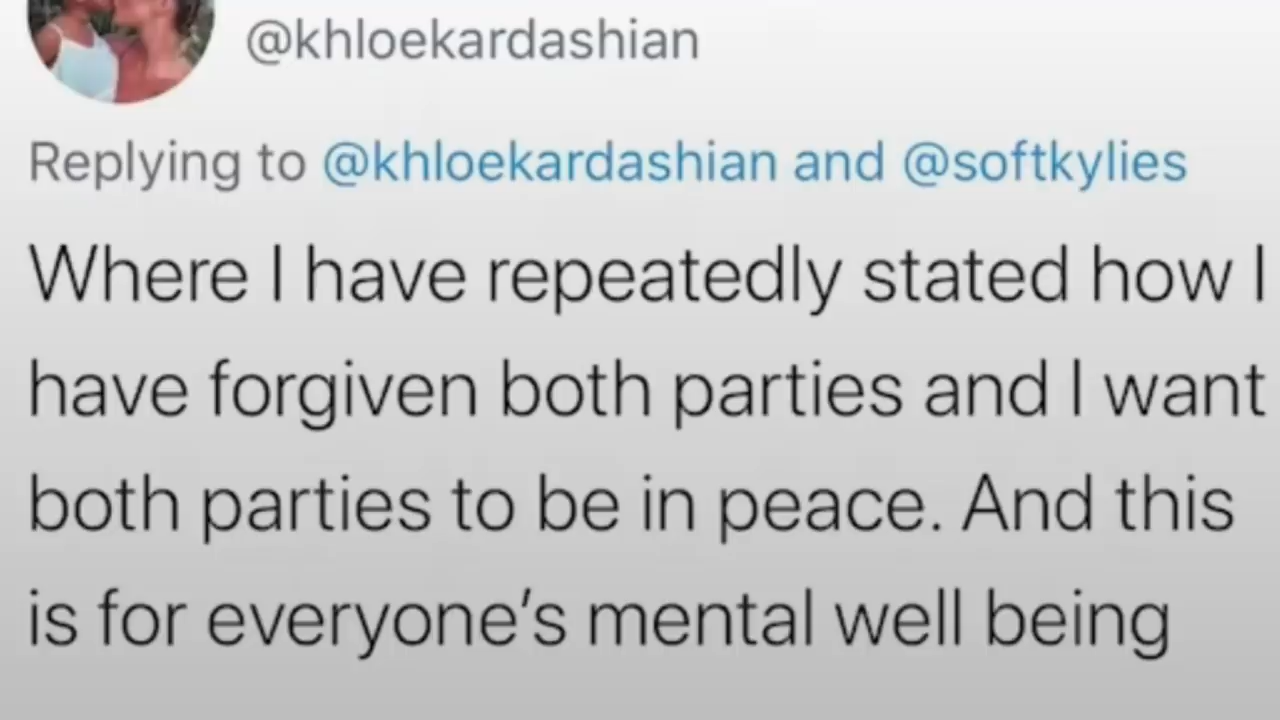 @khloekardashian
Replying to @khloekardashian and @softkylies
Where I have repeatedly stated how I
have forgiven both parties and I want
both parties to be in peace. And this
is for everyone’s mental well being